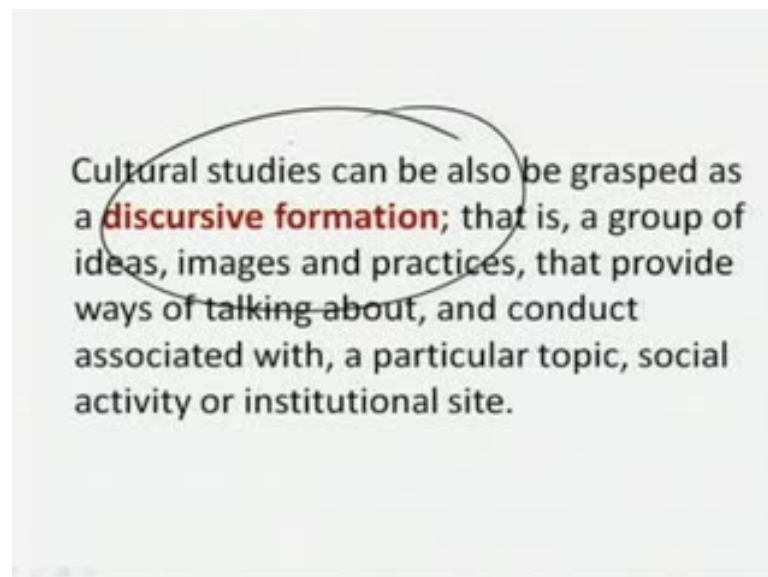 Cultural studies can be also be grasped as
a discursive formation; that is, a group of
ideas, images and practices, that provide
ways of talking about, and conduct
associated with, a particular topic, social
activity or institutional site.